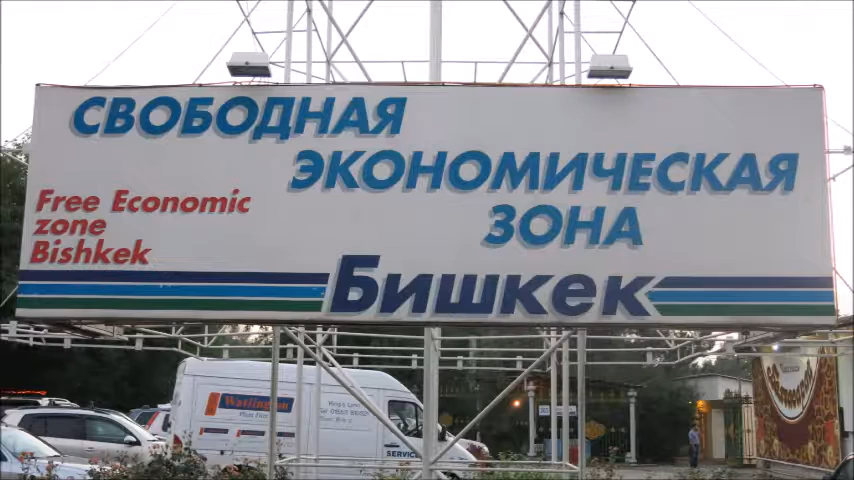 СВОБОДНАЯ
ЭКОНОМИЧЕСКАЯ
ЗОНА
Free Economic
zone
Bishkek
Бишкек
SERVICE